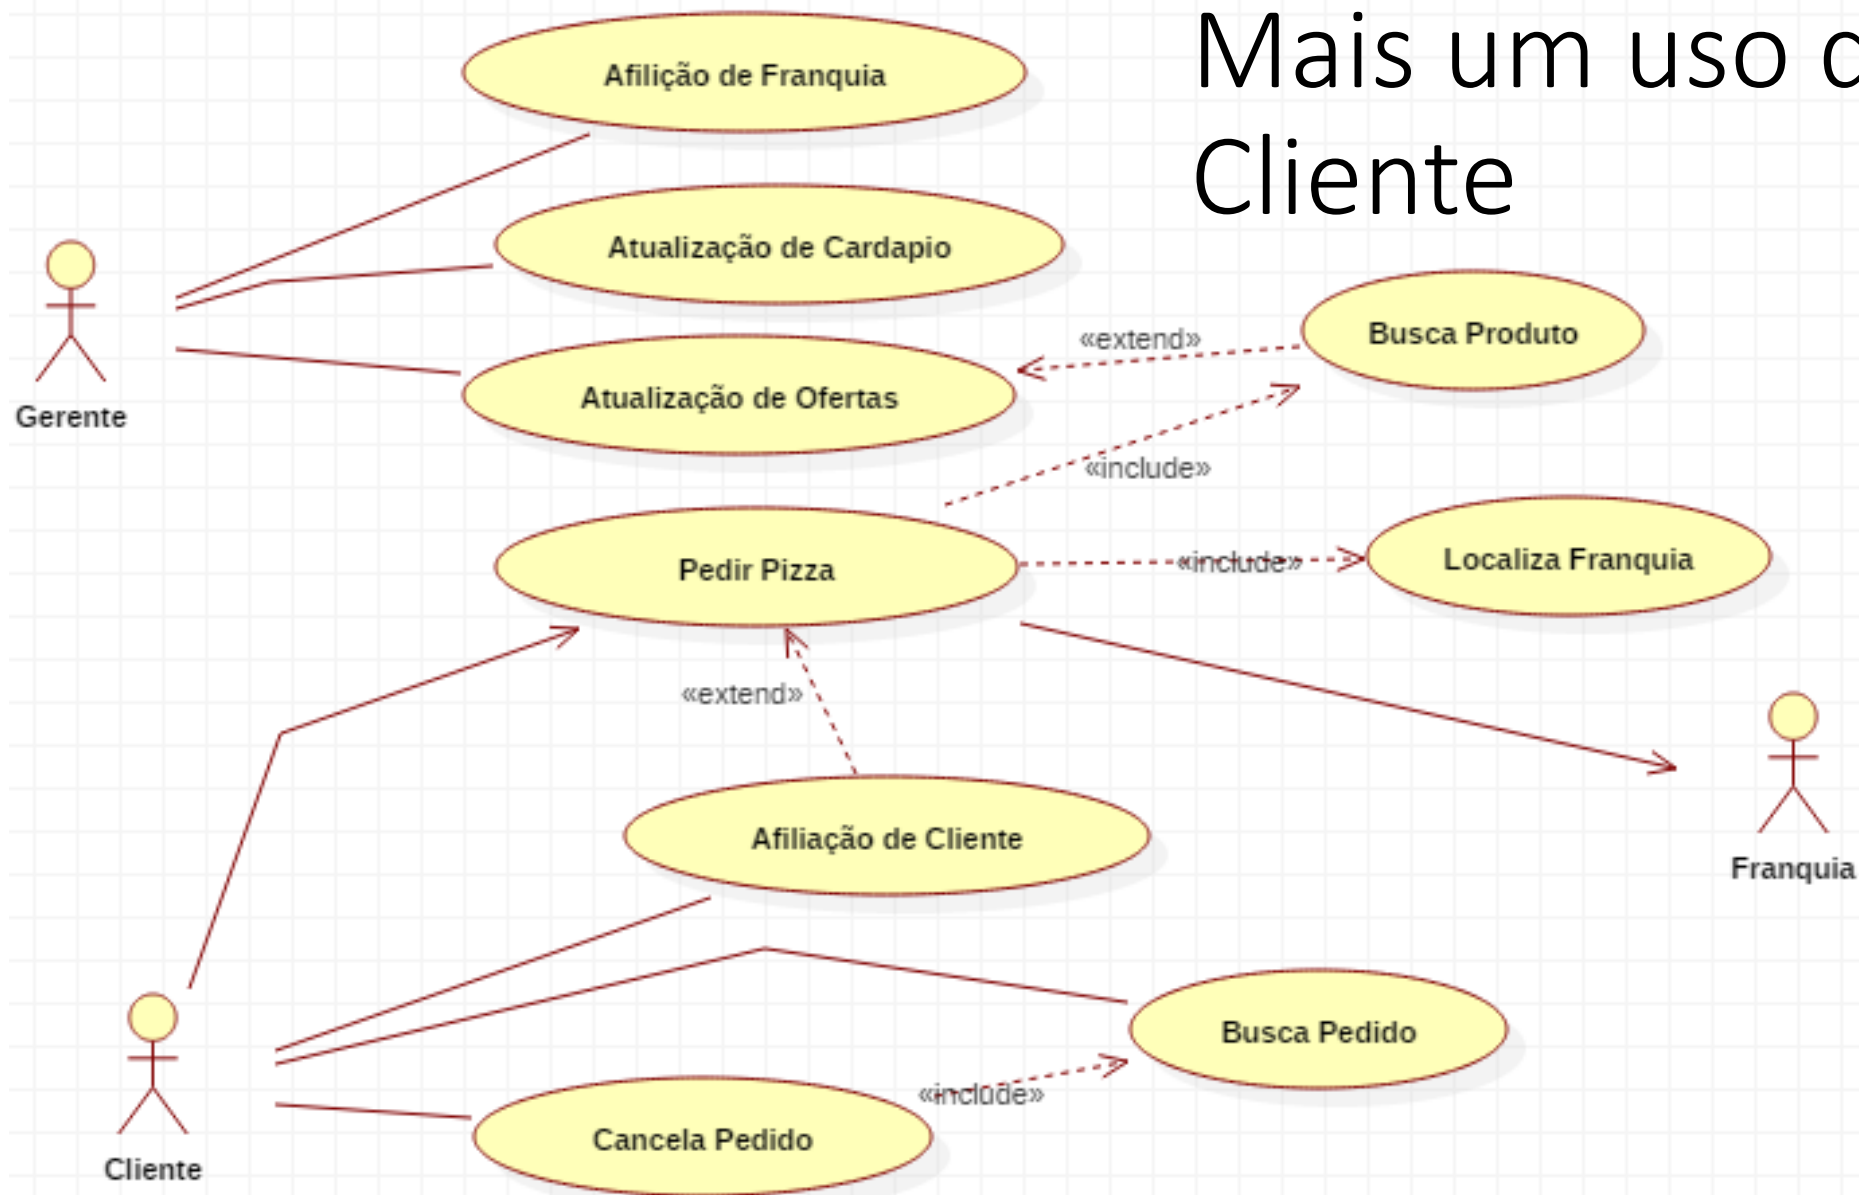 Mais um uso
Cliente
Afilição de Franquia
Atualização de Cardapio
Busca Produto
«extend»
Atualização de Ofertas
Gerente
«include»
Pedir Pizza
«include»
Localiza Franquia
«extend»
Afiliação de Cliente
Franquia
Busca Pedido
«include»
Cancela Pedido
Cliente